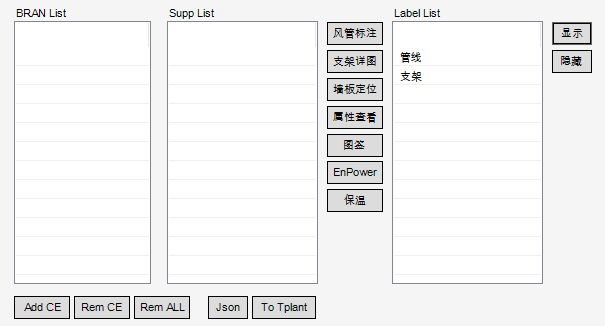 BRAN List
Supp List
Label List
风管标注
支架详图
墙板定位
属性查看
图签
EnPower
保温
管线
支架
显示
隐藏
Add CE
Rem CE
Rem ALL
Json
To Tplant